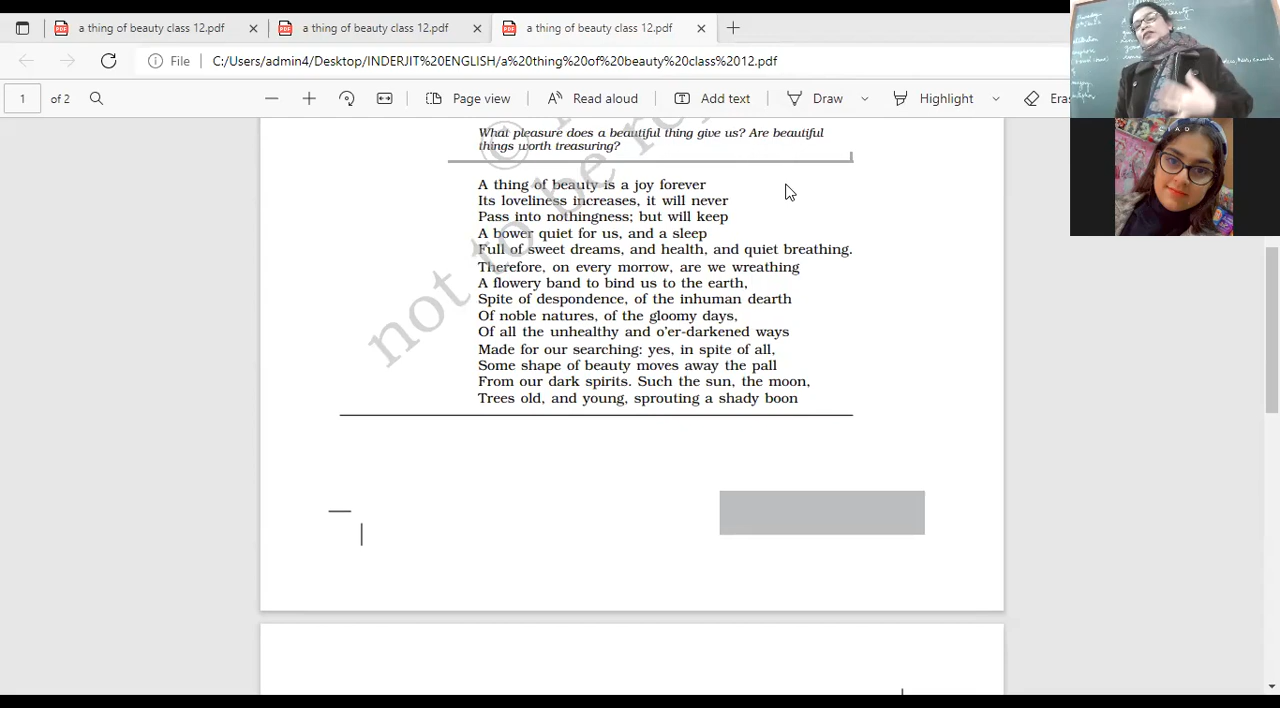 a thing of beauty class 12.pdf
a thing of beauty class 12.pdf
a thing of beauty class 12.pdf
File
C:/Users/admin4/Desktop/INDERJIT%20ENGLISH/a%20thing%20of%20beauty%20class%2012.pdf
1 of 2
Page view
Read aloud
Add text
Draw
Highlight
Eras
CIAO
What pleasure does a beautiful thing give us? Are beautiful
things worth treasuring?
A thing of beauty is a joy forever
Its loveliness increases, it will never
Pass into nothingness; but will keep
A bower quiet for us, and a sleep
Full of sweet dreams, and health, and quiet breathing.
Therefore, on every morrow, are we wreathing
A flowery band to bind us to the earth,
Spite of despondence, of the inhuman dearth
Of noble natures, of the gloomy days,
Of all the unhealthy and o'er-darkened ways
Made for our searching: yes, in spite of all,
Some shape of beauty moves away the pall
From our dark spirits. Such the sun, the moon,
Trees old, and young, sprouting a shady boon
©
not to be re